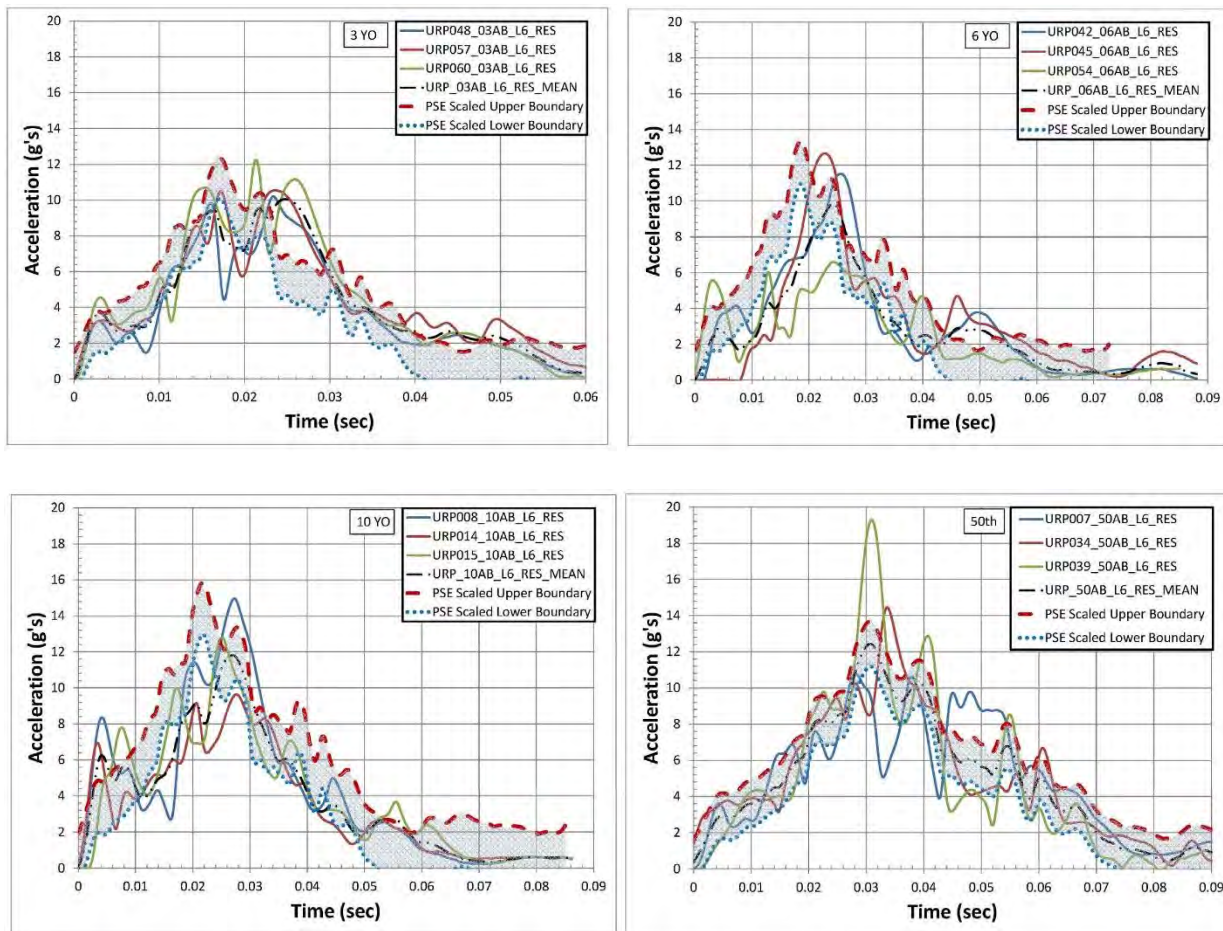 3 YO
URP048_03AB_L6_RES
URP057_03AB_L6_RES
URP060_03AB_L6_RES
URP_03AB_L6_RES_MEAN
PSE Scaled Upper Boundary
PSE Scaled Lower Boundary
Acceleration (g's)
20
18
16
14
12
10
8
6
4
2
0
0 0.01 0.02 0.03 0.04 0.05 0.06
Time (sec)
6 YO
URP042_06AB_L6_RES
URP045_06AB_L6_RES
URP054_06AB_L6_RES
URP_06AB_L6_RES_MEAN
PSE Scaled Upper Boundary
PSE Scaled Lower Boundary
Acceleration (g's)
20
18
16
14
12
10
8
6
4
2
0
0 0.01 0.02 0.03 0.04 0.05 0.06 0.07 0.08 0.09
Time (sec)
10 YO
URP008_10AB_L6_RES
URP014_10AB_L6_RES
URP015_10AB_L6_RES
URP_10AB_L6_RES_MEAN
PSE Scaled Upper Boundary
PSE Scaled Lower Boundary
Acceleration (g's)
20
18
16
14
12
10
8
6
4
2
0
0 0.01 0.02 0.03 0.04 0.05 0.06 0.07 0.08 0.09
Time (sec)
50th
URP007_50AB_L6_RES
URP034_50AB_L6_RES
URP039_50AB_L6_RES
URP_50AB_L6_RES_MEAN
PSE Scaled Upper Boundary
PSE Scaled Lower Boundary
Acceleration (g's)
20
18
16
14
12
10
8
6
4
2
0
0 0.01 0.02 0.03 0.04 0.05 0.06 0.07 0.08 0.09
Time (sec)